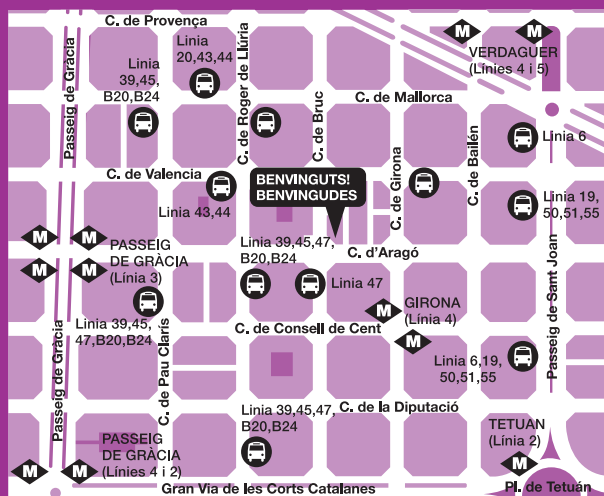 C. de Provença
M
M
VERDAGUER
(Línies 4 i 5)
Passeig de Gràcia
Linia
39,45,
B20,B24
Linia
20,43,44
C. de Roger de Llúria
C. de Bruc
C. de Mallorca
C. de Bailén
Linia 6
C. de Valencia
BENVINGUTS!
BENVINGUDES
C. de Girona
Linia 43,44
Linia 19,
50,51,55
M
M
M
M
PASSEIG
DE GRÀCIA
(Línia 3)
Linia 39,45,47,
B20,B24
C. d'Aragó
Linia 47
Passeig de Sant Joan
M
GIRONA
(Línia 4)
M
Linia 39,45,
47,B20,B24
C. de Consell de Cent
Passeig de Gràcia
C. de Pau Claris
Linia 6,19,
50,51,55
Linia 39,45,47,
B20,B24
C. de la Diputació
PASSEIG
DE GRÀCIA
(Línies 4 i 2)
M
M
TETUAN
(Línia 2)
M
Gran Via de les Corts Catalanes
Pl. de Tetuán